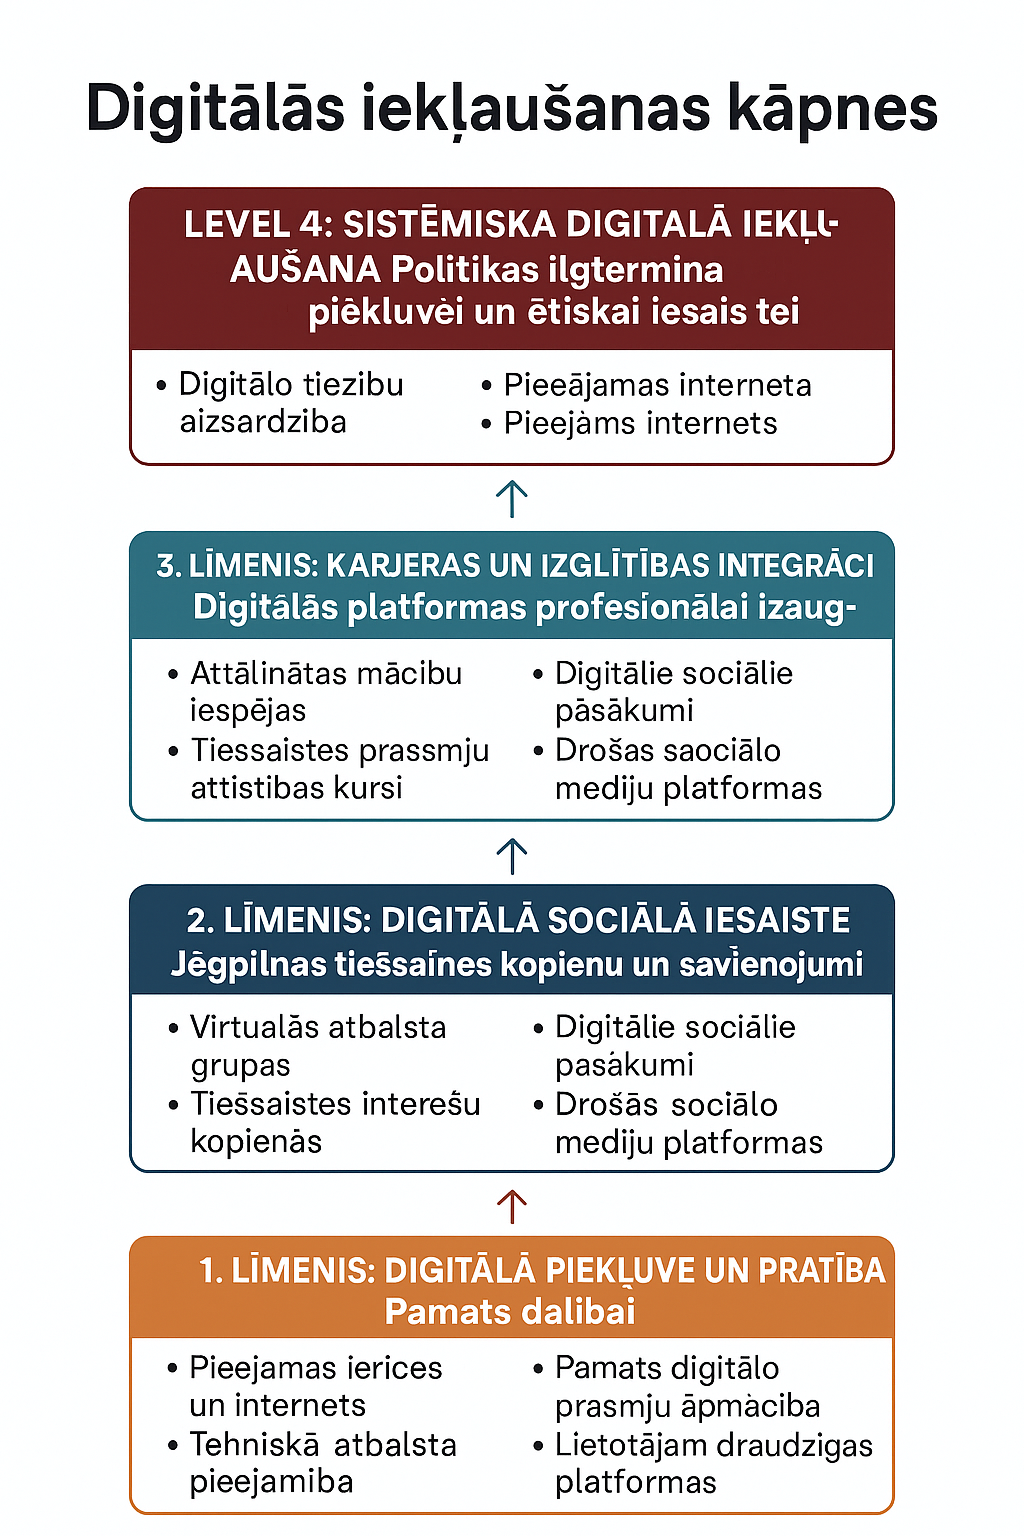 Digitālās iekļaušanas kāpnes
LEVEL 4: SISTĒMISKA DIGITALĀ IEKĻU-
AUŠANA Politikas ilgtermina
piēkluvėi un ētiskai iesais tei
• Digitālo tiezibu
aizsardziba
• Pieeājamas interneta
• Pieejàms internets
3. LĪMENIS: KARJERAS UN IZGLĪTĪBAS INTEGRĀCI
Digitālās platformas profesionālai izaug-
• Attālinātas mācibu
iespējas
• Tiessaistes prassmju
attistibas kursi
• Digitālie sociālie
pāsākumi
• Drošas saociālo
mediju platformas
2. LĪMENIS: DIGITĀLĀ SOCIĀLĀ IESAISTE
Jēgpilnas tiešsaīnes kopienu un savienojumi
• Virtualās atbalsta
grupas
• Tiešsaistes interešu
kopienās
• Digitālie sociālie
pasākumi
• Drošās sociālo
mediju platformas
1. LĪMENIS: DIGITĀLĀ PIEKĻUVE UN PRATĪBA
Pamats dalibai
• Pieejamas ierices
un internets
• Tehniskā atbalsta
pieejamiba
• Pamats digitālo
prasmju āpmàciba
• Lietotājam draudzigas
platformas